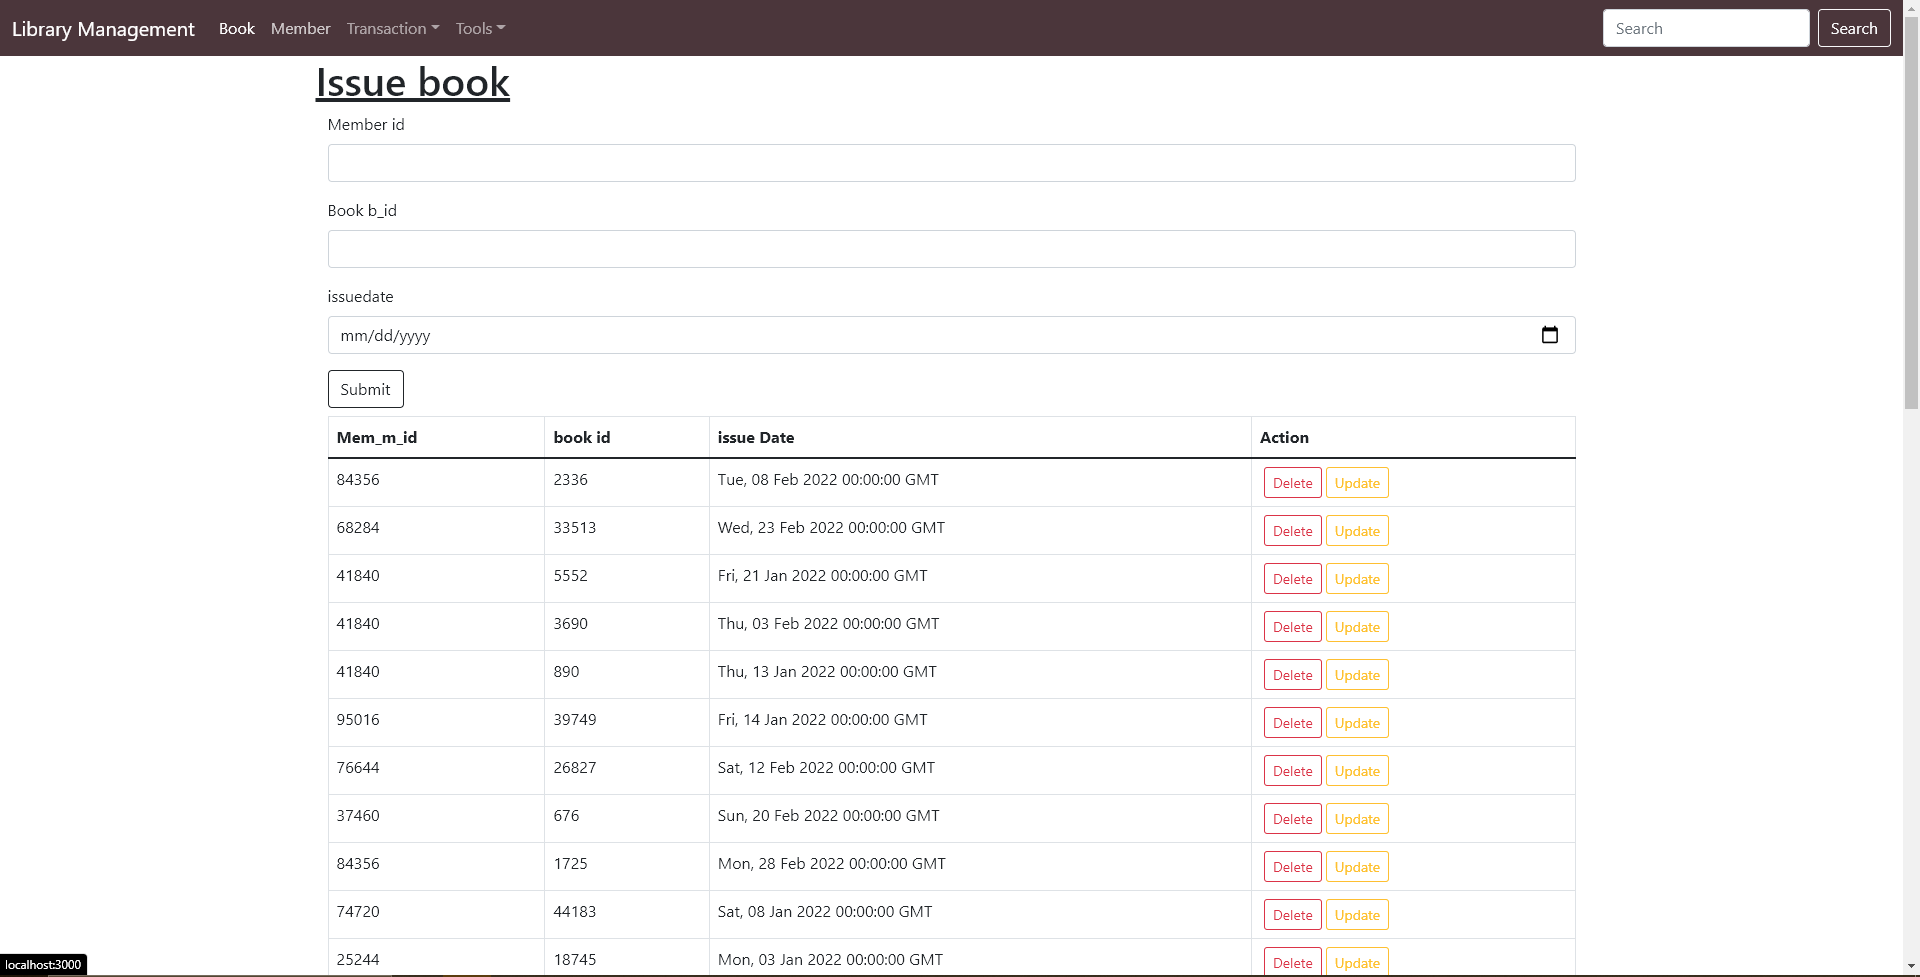 Library Management Book Member Transaction Tools Search Search
Issue book
Member id
Book b_id
issuedate
mm/dd/yyyy
Submit
Mem_m_id book id issue Date Action
84356 2336 Tue, 08 Feb 2022 00:00:00 GMT Delete Update
68284 33513 Wed, 23 Feb 2022 00:00:00 GMT Delete Update
41840 5552 Fri, 21 Jan 2022 00:00:00 GMT Delete Update
41840 3690 Thu, 03 Feb 2022 00:00:00 GMT Delete Update
41840 890 Thu, 13 Jan 2022 00:00:00 GMT Delete Update
95016 39749 Fri, 14 Jan 2022 00:00:00 GMT Delete Update
76644 26827 Sat, 12 Feb 2022 00:00:00 GMT Delete Update
37460 676 Sun, 20 Feb 2022 00:00:00 GMT Delete Update
84356 1725 Mon, 28 Feb 2022 00:00:00 GMT Delete Update
74720 44183 Sat, 08 Jan 2022 00:00:00 GMT Delete Update
25244 18745 Mon, 03 Jan 2022 00:00:00 GMT Delete Update
localhost:3000